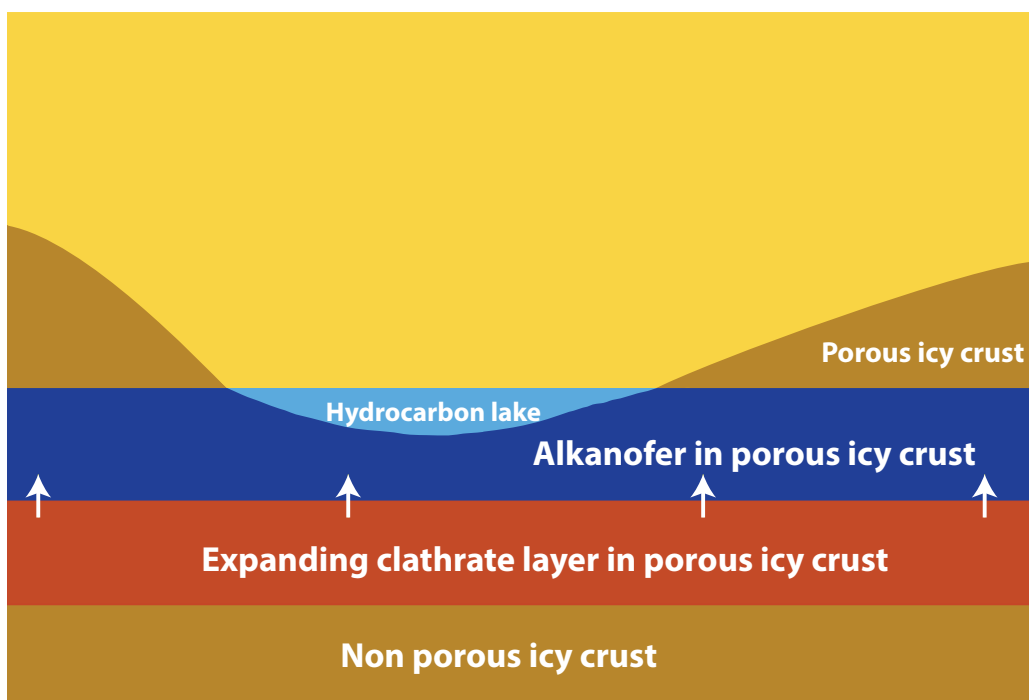 Porous icy crust
Hydrocarbon lake
Alkanofer in porous icy crust
Expanding clathrate layer in porous icy crust
Non porous icy crust